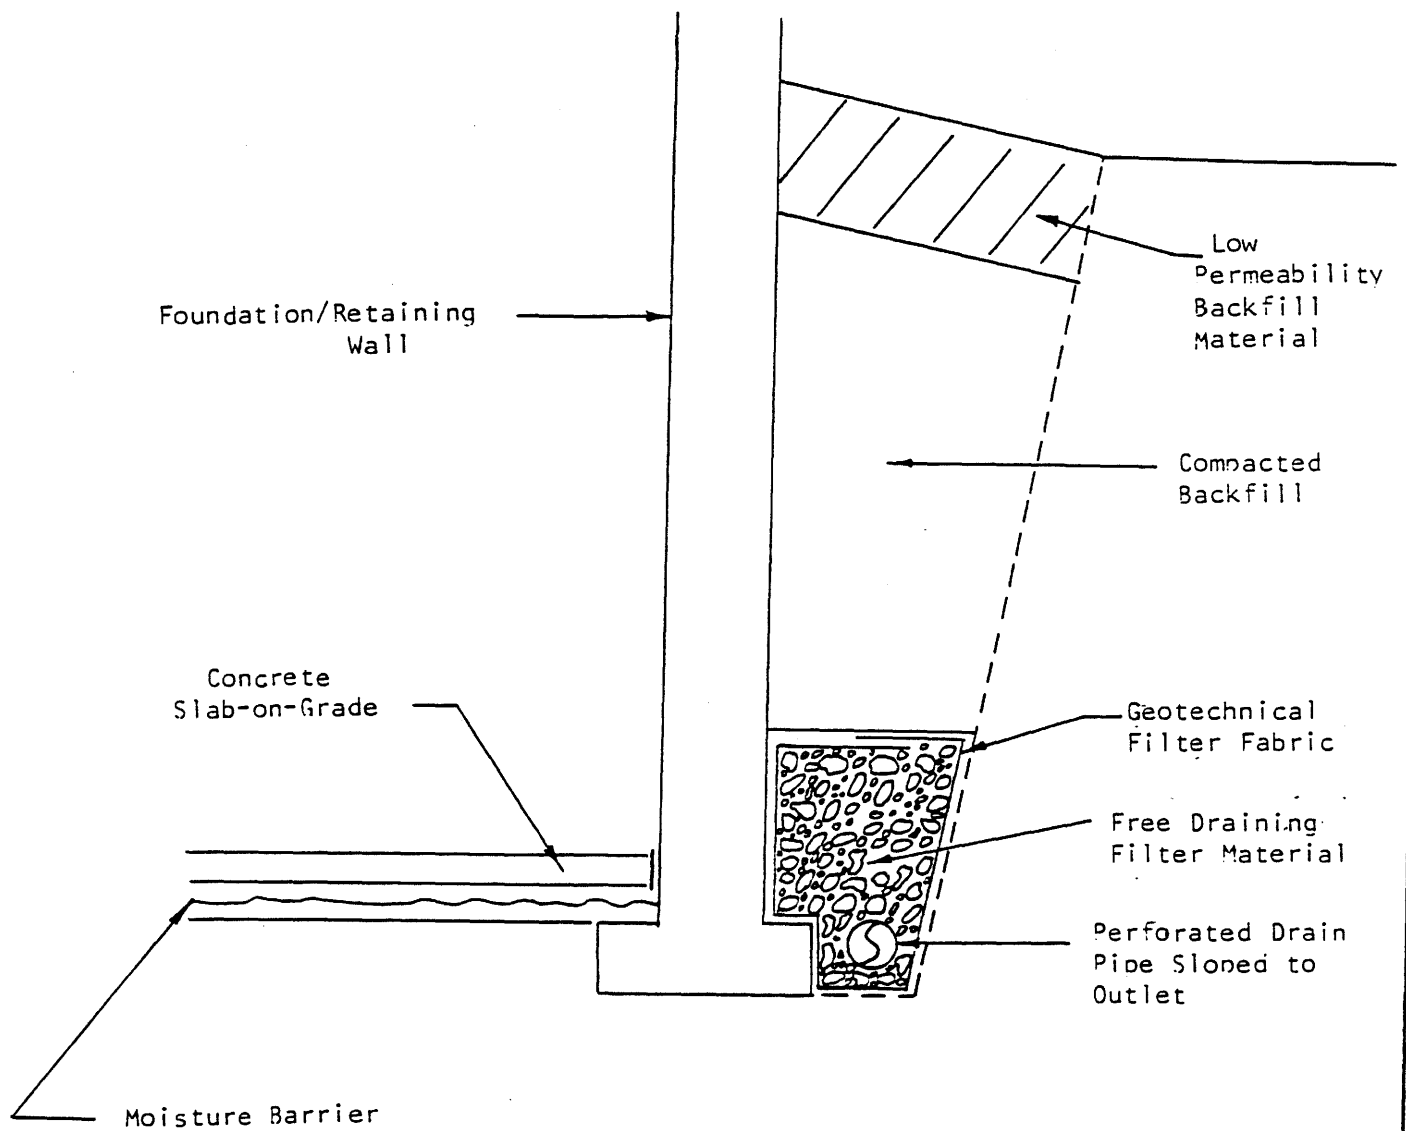 Low
Permeability
Backfill
Material
Foundation/Retaining
Wall
Compacted
Backfill
Concrete
Slab-on-Grade
Geotechnical
Filter Fabric
Free Draining
Filter Material
Perforated Drain
Pipe Sloped to
Outlet
Moisture Barrier